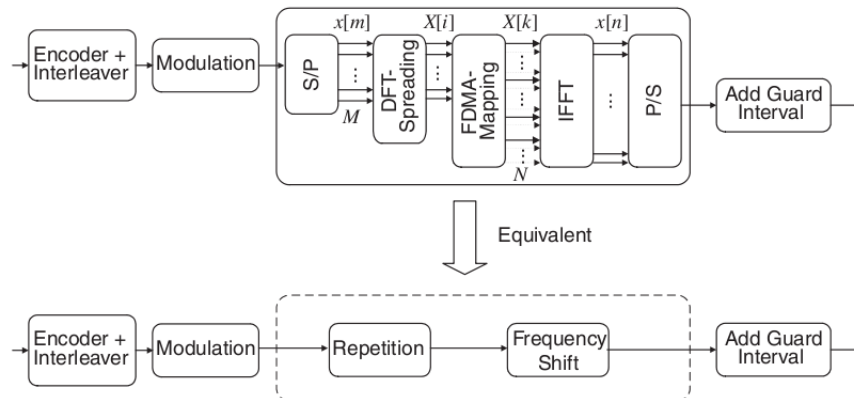 x[m] X[i] X[k] x[n]
Encoder +
Interleaver
Modulation
S/P
...
M
DFT-
Spreading
...
FDMA-
Mapping
...
...
...
N
IFFT
...
P/S
Add Guard
Interval
Equivalent
Encoder +
Interleaver
Modulation
Repetition
Frequency
Shift
Add Guard
Interval